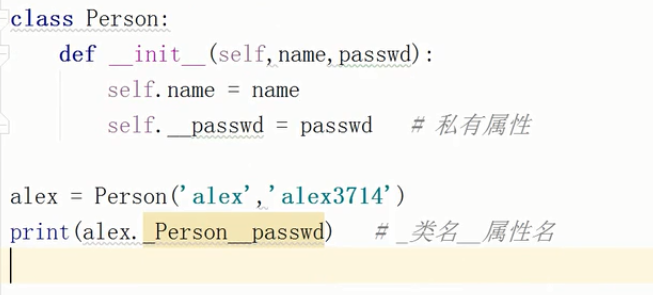 class Person:
    def __init__(self,name,passwd):
        self.name = name
        self.__passwd = passwd   # 私有属性
alex = Person('alex','alex3714')
print(alex._Person__passwd)   # _类名__属性名